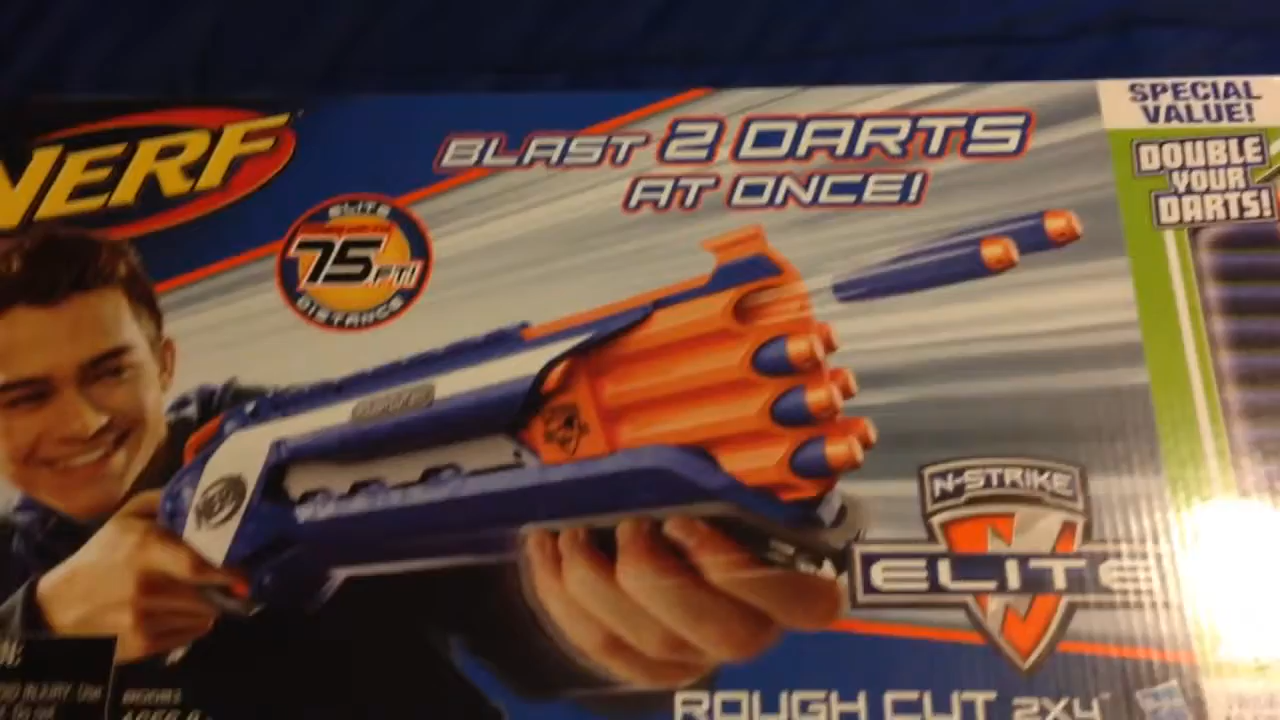 NERF
BLAST 2 DARTS
AT ONCE!
SPECIAL
VALUE!
DOUBLE
YOUR
DARTS!
ELITE
75 FT!
DISTANCE
N-STRIKE
ELITE
ROUGH CUT 2X4